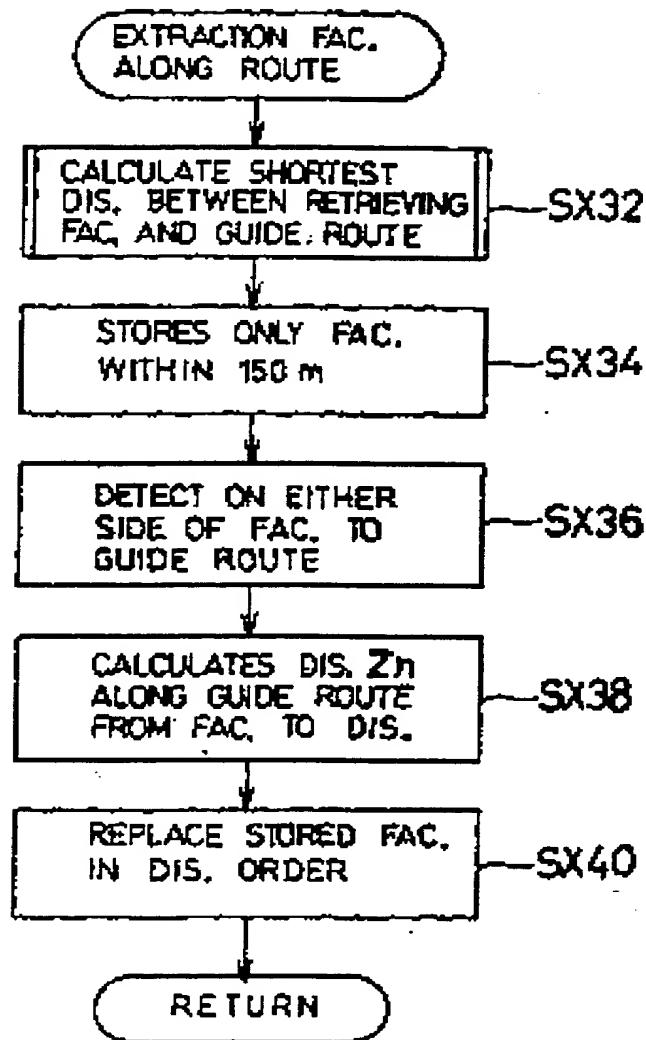 EXTRACTION FAC.
ALONG ROUTE
CALCULATE SHORTEST
DIS. BETWEEN RETRIEVING
FAC. AND GUIDE. ROUTE
SX32
STORES ONLY FAC.
WITHIN 150 m
SX34
DETECT ON EITHER
SIDE OF FAC. TO
GUIDE ROUTE
SX36
CALCULATES DIS. Zn
ALONG GUIDE ROUTE
FROM FAC. TO DIS.
SX38
REPLACE STORED FAC.
IN DIS. ORDER
SX40
RETURN